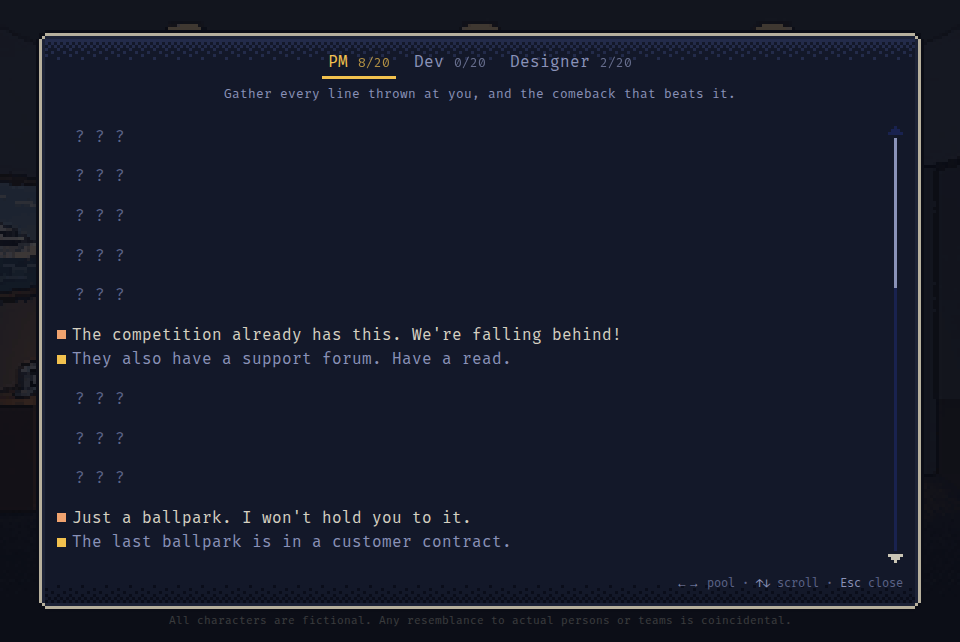 PM 8/20 Dev 0/20 Designer 2/20
Gather every line thrown at you, and the comeback that beats it.
? ? ?
? ? ?
? ? ?
? ? ?
? ? ?
The competition already has this. We're falling behind!
They also have a support forum. Have a read.
? ? ?
? ? ?
? ? ?
Just a ballpark. I won't hold you to it.
The last ballpark is in a customer contract.
←→ pool · ↑↓ scroll · Esc close
All characters are fictional. Any resemblance to actual persons or teams is coincidental.